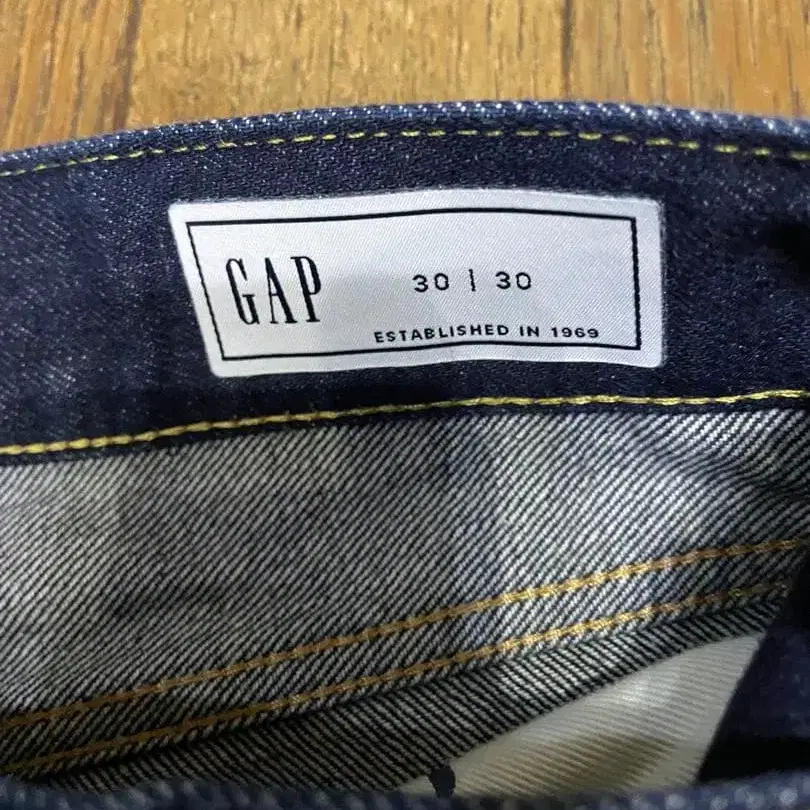 GAP
30 | 30
ESTABLISHED IN 1969